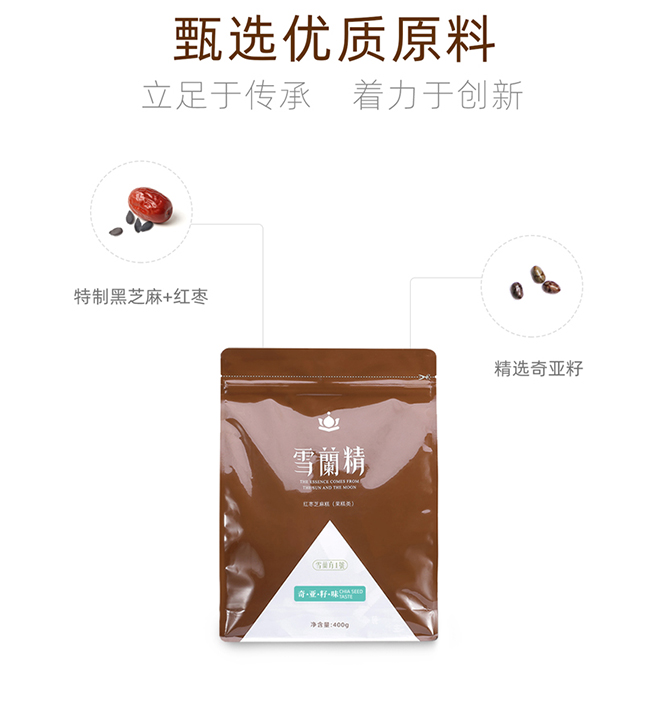 甄选优质原料
立足于传承 着力于创新
特制黑芝麻+红枣
精选奇亚籽
雪蘭精
THE ESSENCE COMES FROM
THE SUN AND THE MOON
红枣芝麻糕（果糕类）
奇·亚·籽·味 CHIA SEED
TASTE
净含量:400g